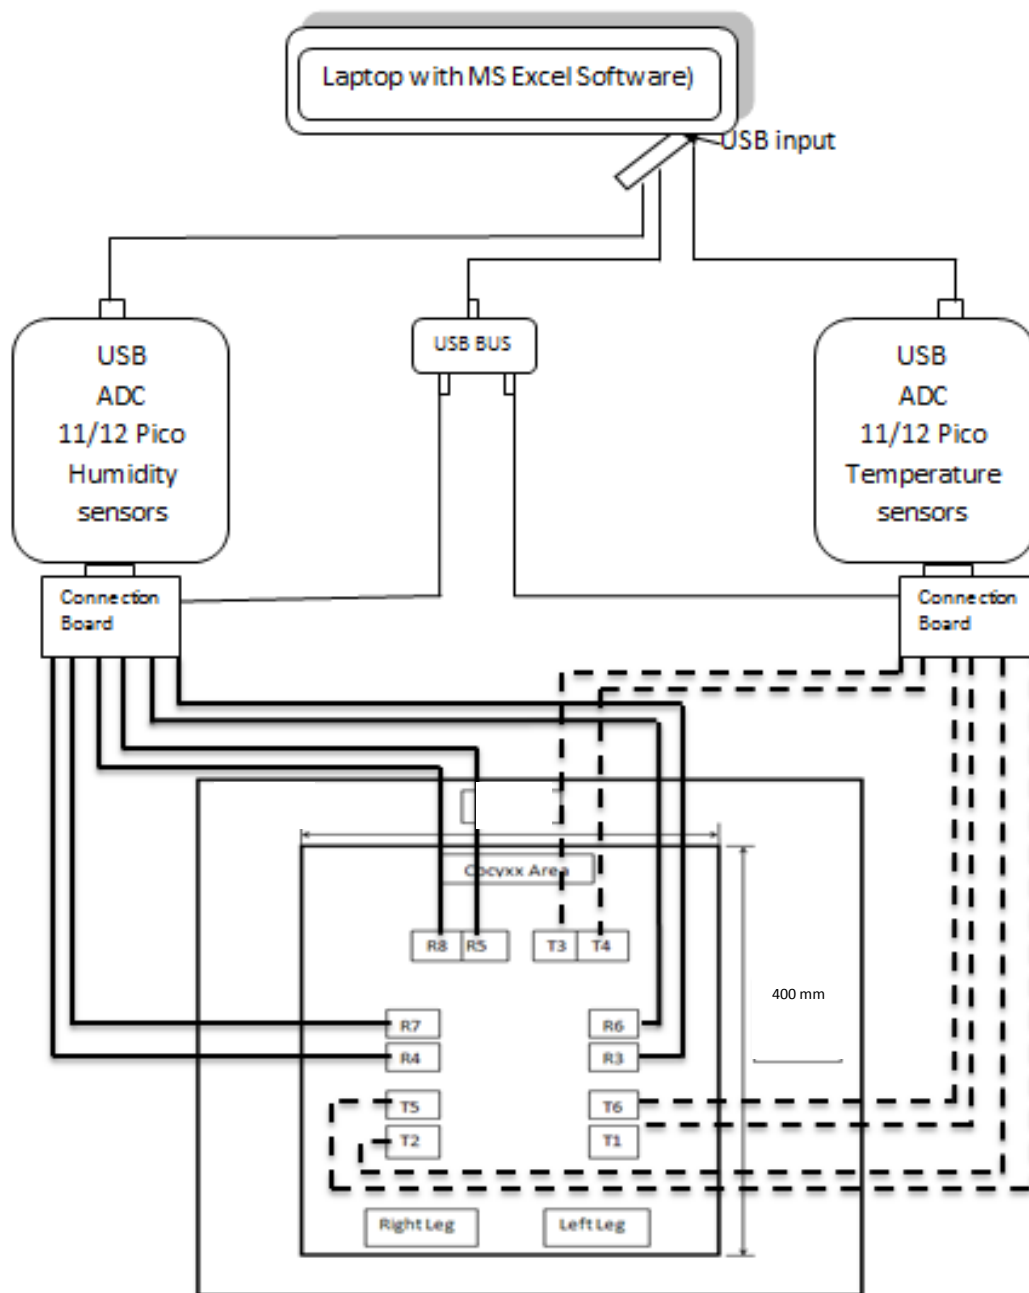 Laptop with MS Excel Software)
USB input
USB
ADC
11/12 Pico
Humidity
sensors
USB BUS
USB
ADC
11/12 Pico
Temperature
sensors
Connection
Board
Connection
Board
Cocyxx Area
R8 R5 T3 T4
400 mm
R7 R6
R4 R3
T5 T6
T2 T1
Right Leg Left Leg